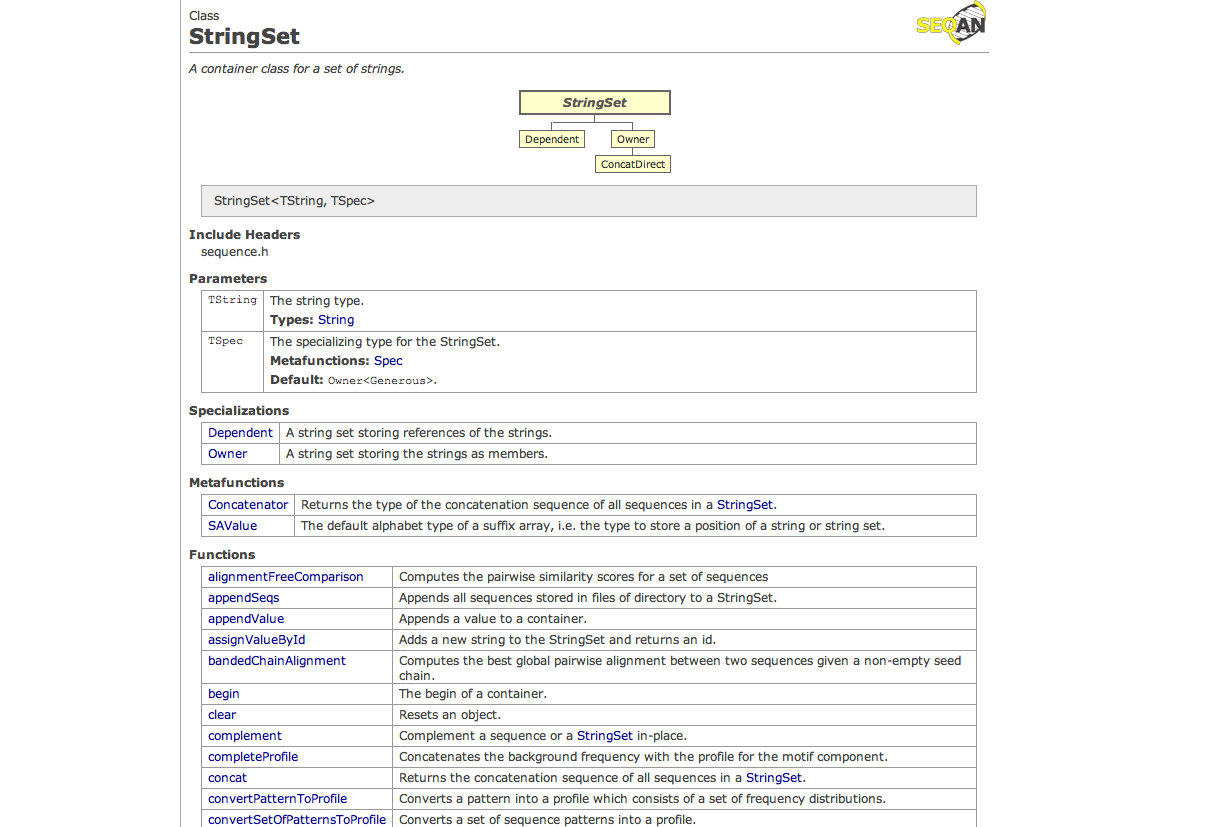 Class
StringSet
SEQAN
A container class for a set of strings.
StringSet
Dependent Owner
ConcatDirect
StringSet<TString, TSpec>
Include Headers
sequence.h
Parameters
TString The string type.
Types: String
TSpec The specializing type for the StringSet.
Metafunctions: Spec
Default: Owner<Generous>.
Specializations
Dependent A string set storing references of the strings.
Owner A string set storing the strings as members.
Metafunctions
Concatenator Returns the type of the concatenation sequence of all sequences in a StringSet.
SAValue The default alphabet type of a suffix array, i.e. the type to store a position of a string or string set.
Functions
alignmentFreeComparison Computes the pairwise similarity scores for a set of sequences
appendSeqs Appends all sequences stored in files of directory to a StringSet.
appendValue Appends a value to a container.
assignValueById Adds a new string to the StringSet and returns an id.
bandedChainAlignment Computes the best global pairwise alignment between two sequences given a non-empty seed
chain.
begin The begin of a container.
clear Resets an object.
complement Complement a sequence or a StringSet in-place.
completeProfile Concatenates the background frequency with the profile for the motif component.
concat Returns the concatenation sequence of all sequences in a StringSet.
convertPatternToProfile Converts a pattern into a profile which consists of a set of frequency distributions.
convertSetOfPatternsToProfile Converts a set of sequence patterns into a profile.